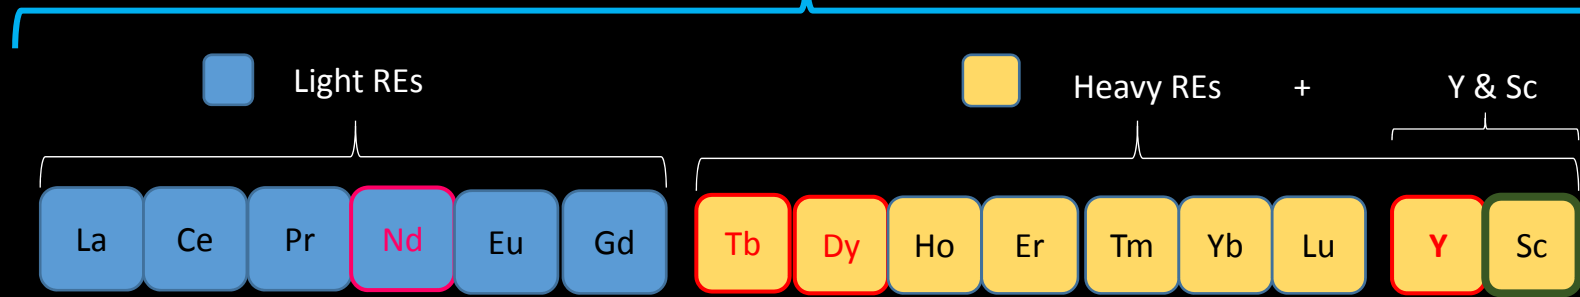 Light REs
Heavy REs + Y & Sc
La Ce Pr Nd Eu Gd Tb Dy Ho Er Tm Yb Lu Y Sc